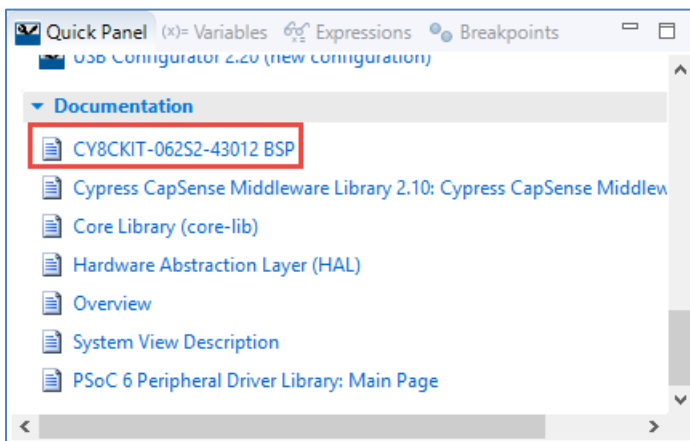 Quick Panel (x)= Variables Expressions Breakpoints
USB Configurator 2.20 (new configuration)
Documentation
CY8CKIT-062S2-43012 BSP
Cypress CapSense Middleware Library 2.10: Cypress CapSense Middlew
Core Library (core-lib)
Hardware Abstraction Layer (HAL)
Overview
System View Description
PSoC 6 Peripheral Driver Library: Main Page